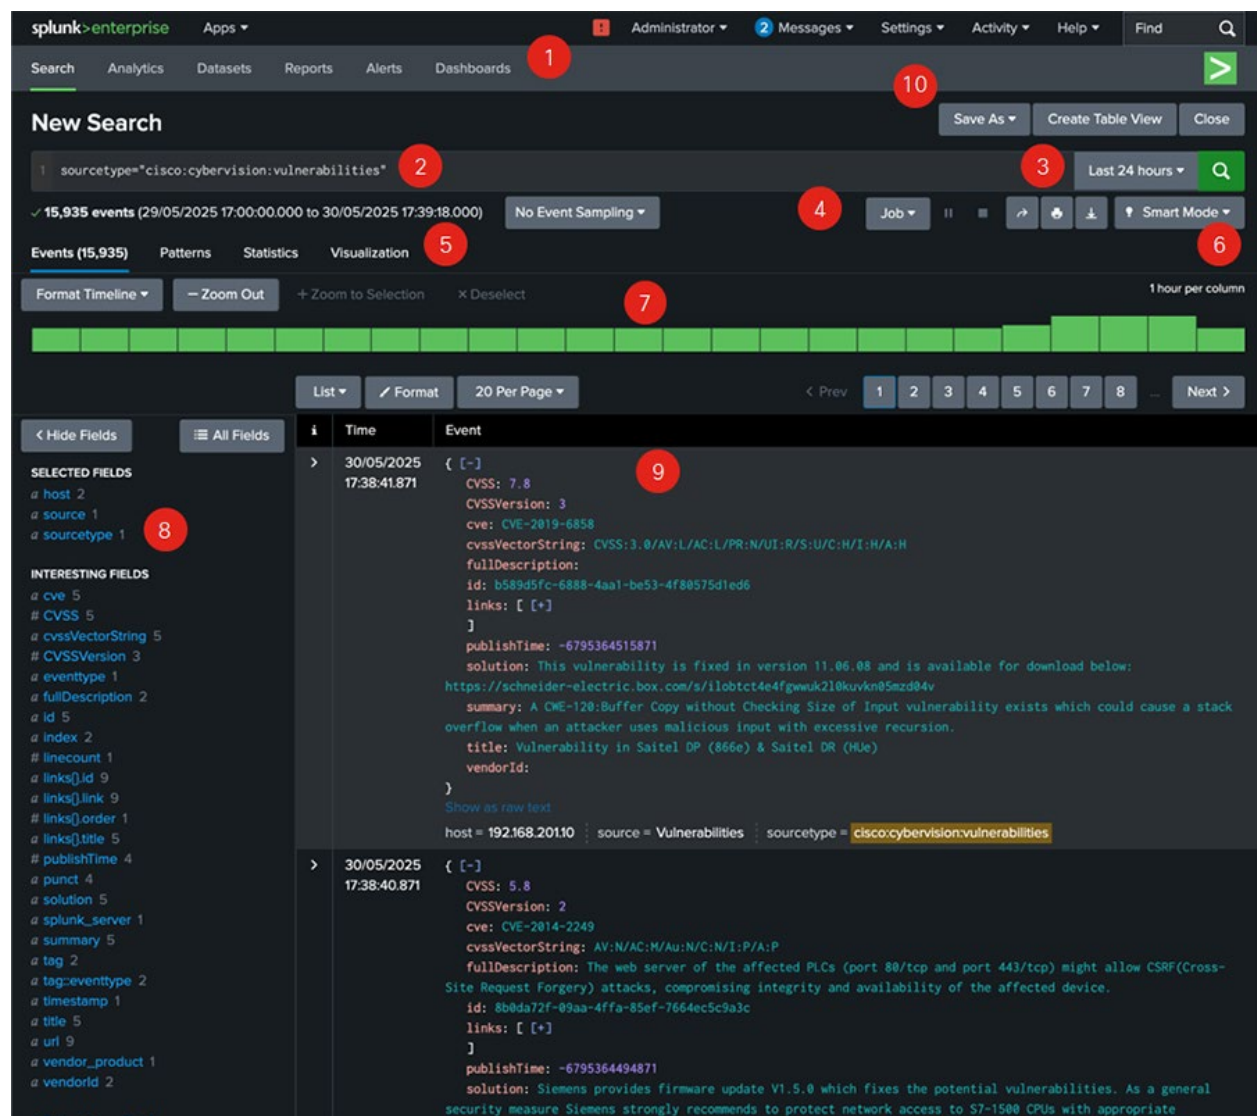 splunk>enterprise Apps ! Administrator 2 Messages Settings Activity Help Find
Search Analytics Datasets Reports Alerts Dashboards 1 >
10
New Search Save As Create Table View Close
1 sourcetype="cisco:cybervision:vulnerabilities" 2 3 Last 24 hours
✓ 15,935 events (29/05/2025 17:00:00.000 to 30/05/2025 17:39:18.000) No Event Sampling 4 Job Smart Mode
Events (15,935) Patterns Statistics Visualization 5 6
Format Timeline — Zoom Out + Zoom to Selection × Deselect 7 1 hour per column
List Format 20 Per Page < Prev 1 2 3 4 5 6 7 8 ... Next >
< Hide Fields All Fields i Time Event
SELECTED FIELDS
a host 2
a source 1
a sourcetype 1
8
INTERESTING FIELDS
a cve 5
# CVSS 5
a cvssVectorString 5
# CVSSVersion 3
a eventtype 1
a fullDescription 2
a id 5
a index 2
# linecount 1
a links{}.id 9
a links{}.link 9
# links{}.order 1
a links{}.title 5
# publishTime 4
a punct 4
a solution 5
a splunk_server 1
a summary 5
a tag 2
a tag::eventtype 2
a timestamp 1
a title 5
a url 9
a vendor_product 1
a vendorId 2
> 30/05/2025 { [-] 9
17:38:41.871 CVSS: 7.8
CVSSVersion: 3
cve: CVE-2019-6858
cvssVectorString: CVSS:3.0/AV:L/AC:L/PR:N/UI:R/S:U/C:H/I:H/A:H
fullDescription:
id: b589d5fc-6888-4aa1-be53-4f80575d1ed6
links: [ [+]
]
publishTime: -6795364515871
solution: This vulnerability is fixed in version 11.06.08 and is available for download below:
https://schneider-electric.box.com/s/ilobtct4e4fgwwuk2l0kuvkn05mzd04v
summary: A CWE-120:Buffer Copy without Checking Size of Input vulnerability exists which could cause a stack
overflow when an attacker uses malicious input with excessive recursion.
title: Vulnerability in Saitel DP (866e) & Saitel DR (HUe)
vendorId:
}
Show as raw text
host = 192.168.201.10 source = Vulnerabilities sourcetype = cisco:cybervision:vulnerabilities
> 30/05/2025 { [-]
17:38:40.871 CVSS: 5.8
CVSSVersion: 2
cve: CVE-2014-2249
cvssVectorString: AV:N/AC:M/Au:N/C:N/I:P/A:P
fullDescription: The web server of the affected PLCs (port 80/tcp and port 443/tcp) might allow CSRF(Cross-
Site Request Forgery) attacks, compromising integrity and availability of the affected device.
id: 8b0da72f-09aa-4ffa-85ef-7664ec5c9a3c
links: [ [+]
]
publishTime: -6795364494871
solution: Siemens provides firmware update V1.5.0 which fixes the potential vulnerabilities. As a general
security measure Siemens strongly recommends to protect network access to S7-1500 CPUs with appropriate